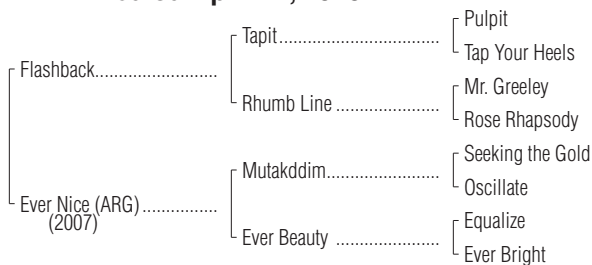 Pulpit
Tapit
Tap Your Heels
Flashback
Mr. Greeley
Rhumb Line
Rose Rhapsody
Seeking the Gold
Mutakddim
Oscillate
Ever Nice (ARG)
(2007)
Equalize
Ever Beauty
Ever Bright